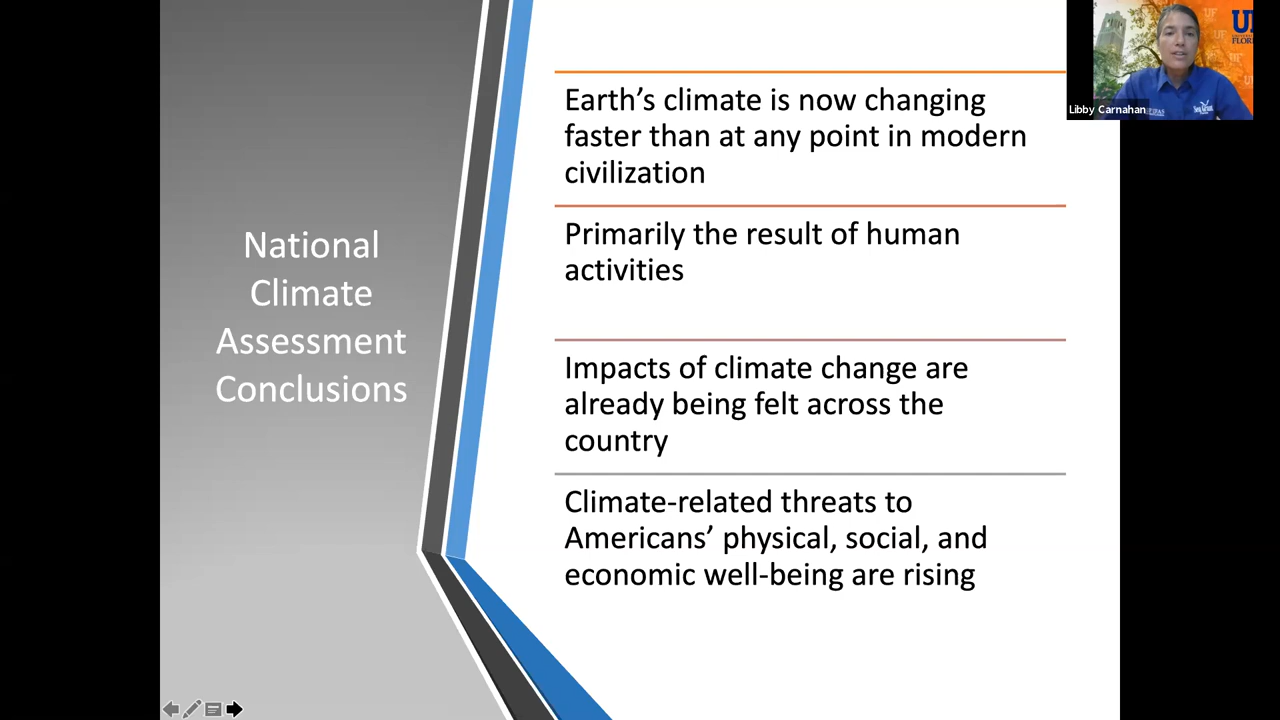 National
Climate
Assessment
Conclusions
Earth’s climate is now changing
faster than at any point in modern
civilization
Primarily the result of human
activities
Impacts of climate change are
already being felt across the
country
Climate-related threats to
Americans’ physical, social, and
economic well-being are rising
Libby Carnahan
UF